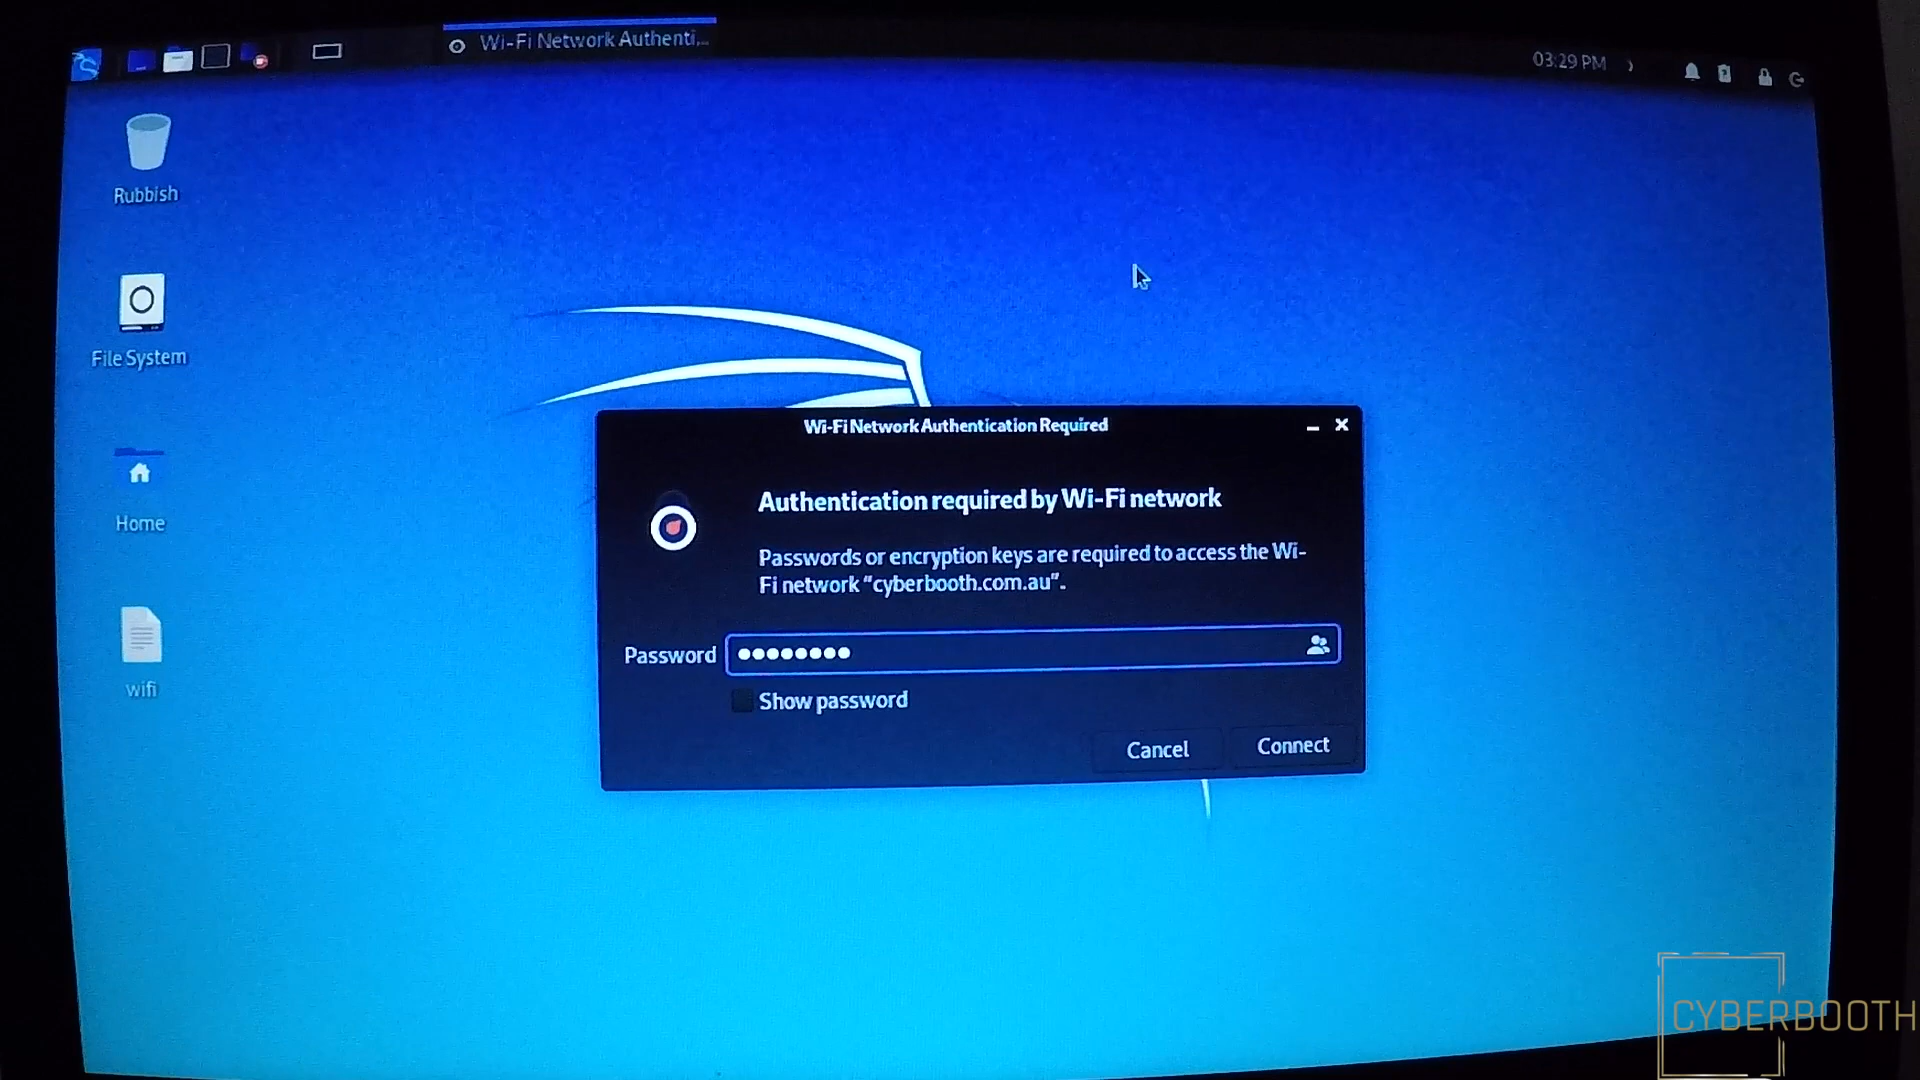 Wi-Fi Network Authenti...
03:29 PM
Rubbish
File System
Home
wifi
Wi-Fi Network Authentication Required
Authentication required by Wi-Fi network
Passwords or encryption keys are required to access the Wi-
Fi network “cyberbooth.com.au”.
Password
Show password
Cancel
Connect
CYBERBOOTH